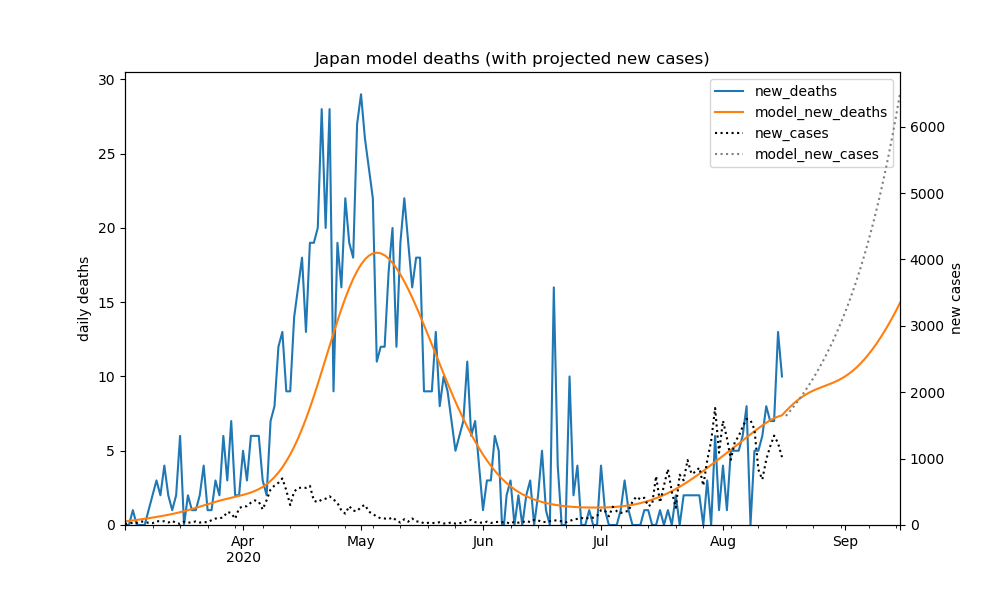 Japan model deaths (with projected new cases)
new_deaths
model_new_deaths
new_cases
model_new_cases
daily deaths
30
25
20
15
10
5
0
new cases
6000
5000
4000
3000
2000
1000
0
Apr May Jun Jul Aug Sep
2020